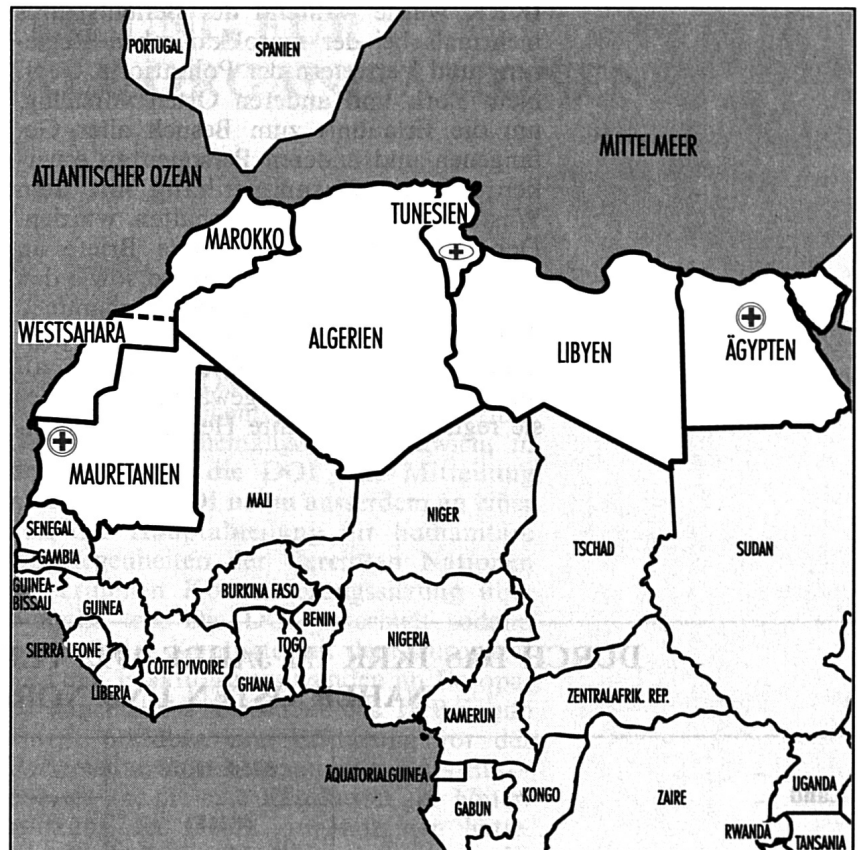 PORTUGAL
SPANIEN
MITTELMEER
ATLANTISCHER OZEAN
TUNESIEN
MAROKKO
WESTSAHARA
ALGERIEN
LIBYEN
ÄGYPTEN
MAURETANIEN
MALI
NIGER
TSCHAD
SUDAN
SENEGAL
GAMBIA
GUINEA-
BISSAU
GUINEA
BURKINA FASO
BENIN
NIGERIA
TOGO
SIERRA LEONE
CÔTE D'IVOIRE
GHANA
LIBERIA
KAMERUN
ZENTRALAFRIK. REP.
ÄQUATORIALGUINEA
GABUN
KONGO
ZAIRE
UGANDA
RWANDA
TANSANIA